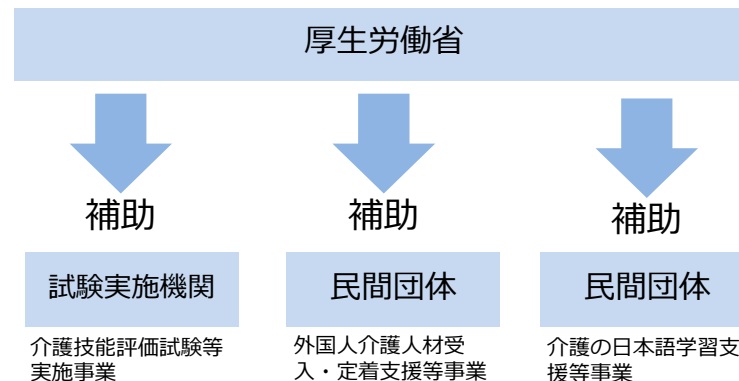 厚生労働省
補助
補助
補助
試験実施機関
民間団体
民間団体
介護技能評価試験等
実施事業
外国人介護人材受
入・定着支援等事業
介護の日本語学習支
援等事業